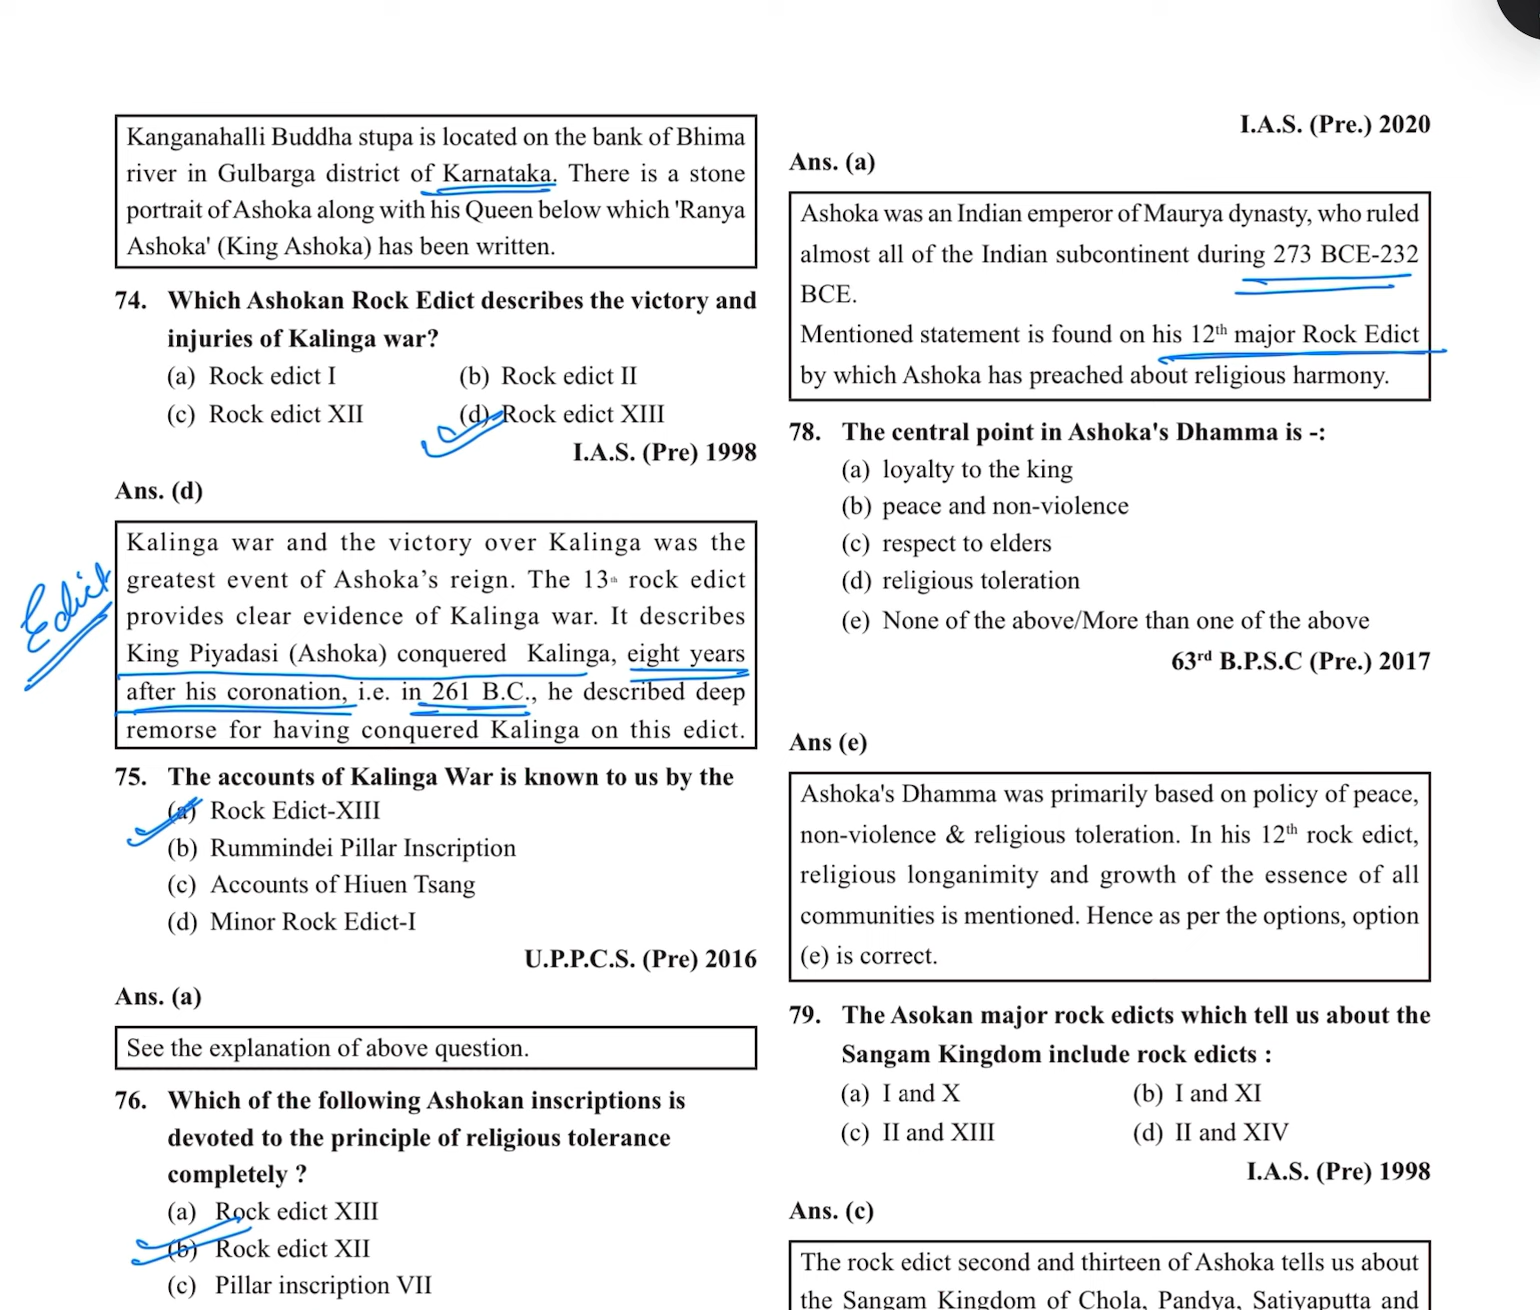 Kanganahalli Buddha stupa is located on the bank of Bhima
river in Gulbarga district of Karnataka. There is a stone
portrait of Ashoka along with his Queen below which 'Ranya
Ashoka' (King Ashoka) has been written.
74. Which Ashokan Rock Edict describes the victory and
injuries of Kalinga war?
(a) Rock edict I (b) Rock edict II
(c) Rock edict XII (d) Rock edict XIII
I.A.S. (Pre) 1998
Ans. (d)
Edict
Kalinga war and the victory over Kalinga was the
greatest event of Ashoka’s reign. The 13th rock edict
provides clear evidence of Kalinga war. It describes
King Piyadasi (Ashoka) conquered Kalinga, eight years
after his coronation, i.e. in 261 B.C., he described deep
remorse for having conquered Kalinga on this edict.
75. The accounts of Kalinga War is known to us by the
(a) Rock Edict-XIII
(b) Rummindei Pillar Inscription
(c) Accounts of Hiuen Tsang
(d) Minor Rock Edict-I
U.P.P.C.S. (Pre) 2016
Ans. (a)
See the explanation of above question.
76. Which of the following Ashokan inscriptions is
devoted to the principle of religious tolerance
completely ?
(a) Rock edict XIII
(b) Rock edict XII
(c) Pillar inscription VII
I.A.S. (Pre.) 2020
Ans. (a)
Ashoka was an Indian emperor of Maurya dynasty, who ruled
almost all of the Indian subcontinent during 273 BCE-232
BCE.
Mentioned statement is found on his 12th major Rock Edict
by which Ashoka has preached about religious harmony.
78. The central point in Ashoka's Dhamma is -:
(a) loyalty to the king
(b) peace and non-violence
(c) respect to elders
(d) religious toleration
(e) None of the above/More than one of the above
63rd B.P.S.C (Pre.) 2017
Ans (e)
Ashoka's Dhamma was primarily based on policy of peace,
non-violence & religious toleration. In his 12th rock edict,
religious longanimity and growth of the essence of all
communities is mentioned. Hence as per the options, option
(e) is correct.
79. The Asokan major rock edicts which tell us about the
Sangam Kingdom include rock edicts :
(a) I and X (b) I and XI
(c) II and XIII (d) II and XIV
I.A.S. (Pre) 1998
Ans. (c)
The rock edict second and thirteen of Ashoka tells us about
the Sangam Kingdom of Chola, Pandya, Satiyaputta and